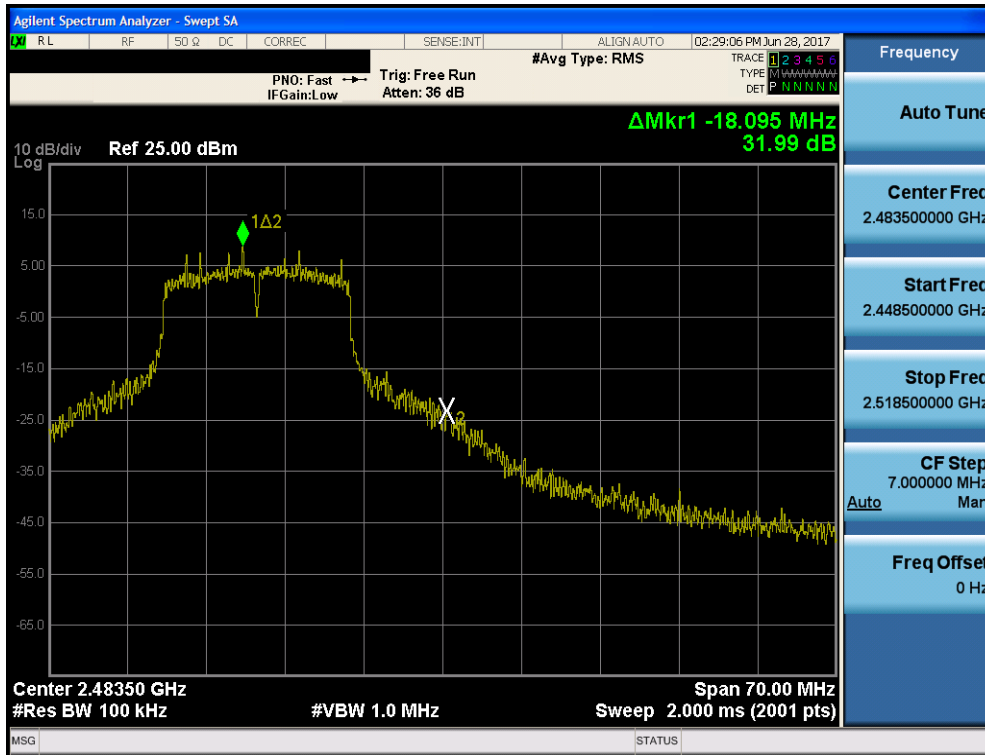 Agilent Spectrum Analyzer - Swept SA
LXI RL RF 50 Ω DC CORREC SENSE:INT ALIGN AUTO 02:29:06 PM Jun 28, 2017
#Avg Type: RMS TRACE 1 2 3 4 5 6
PNO: Fast Trig: Free Run TYPE M WWWWW
IFGain:Low Atten: 36 dB DET P N N N N N
ΔMkr1 -18.095 MHz
31.99 dB
10 dB/div Ref 25.00 dBm
Log
15.0
1Δ2
5.00
-5.00
-15.0
2
-25.0
-35.0
-45.0
-55.0
-65.0
Center 2.48350 GHz Span 70.00 MHz
#Res BW 100 kHz #VBW 1.0 MHz Sweep 2.000 ms (2001 pts)
MSG STATUS
Frequency
Auto Tune
Center Freq
2.483500000 GHz
Start Freq
2.448500000 GHz
Stop Freq
2.518500000 GHz
CF Step
7.000000 MHz
Auto Man
Freq Offset
0 Hz